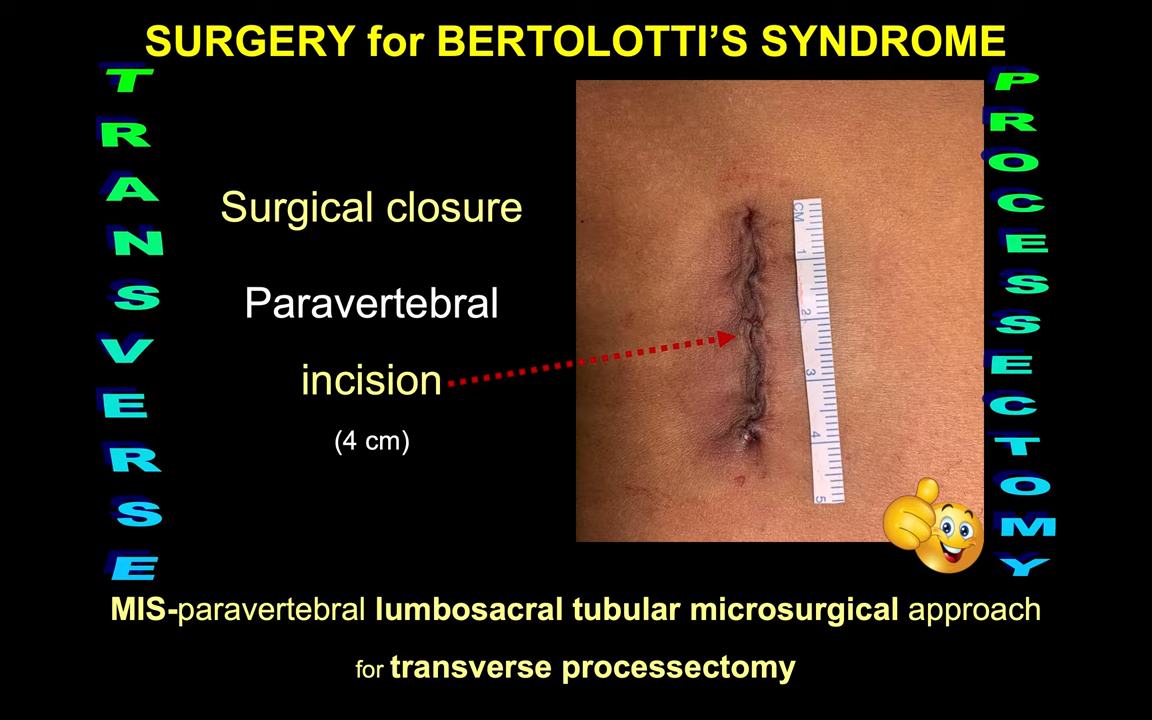 SURGERY for BERTOLOTTI’S SYNDROME
TRANSVERSE
PROCESSECTOMY
Surgical closure
Paravertebral
incision
(4 cm)
CM
1
2
3
4
5
MIS-paravertebral lumbosacral tubular microsurgical approach
for transverse processectomy